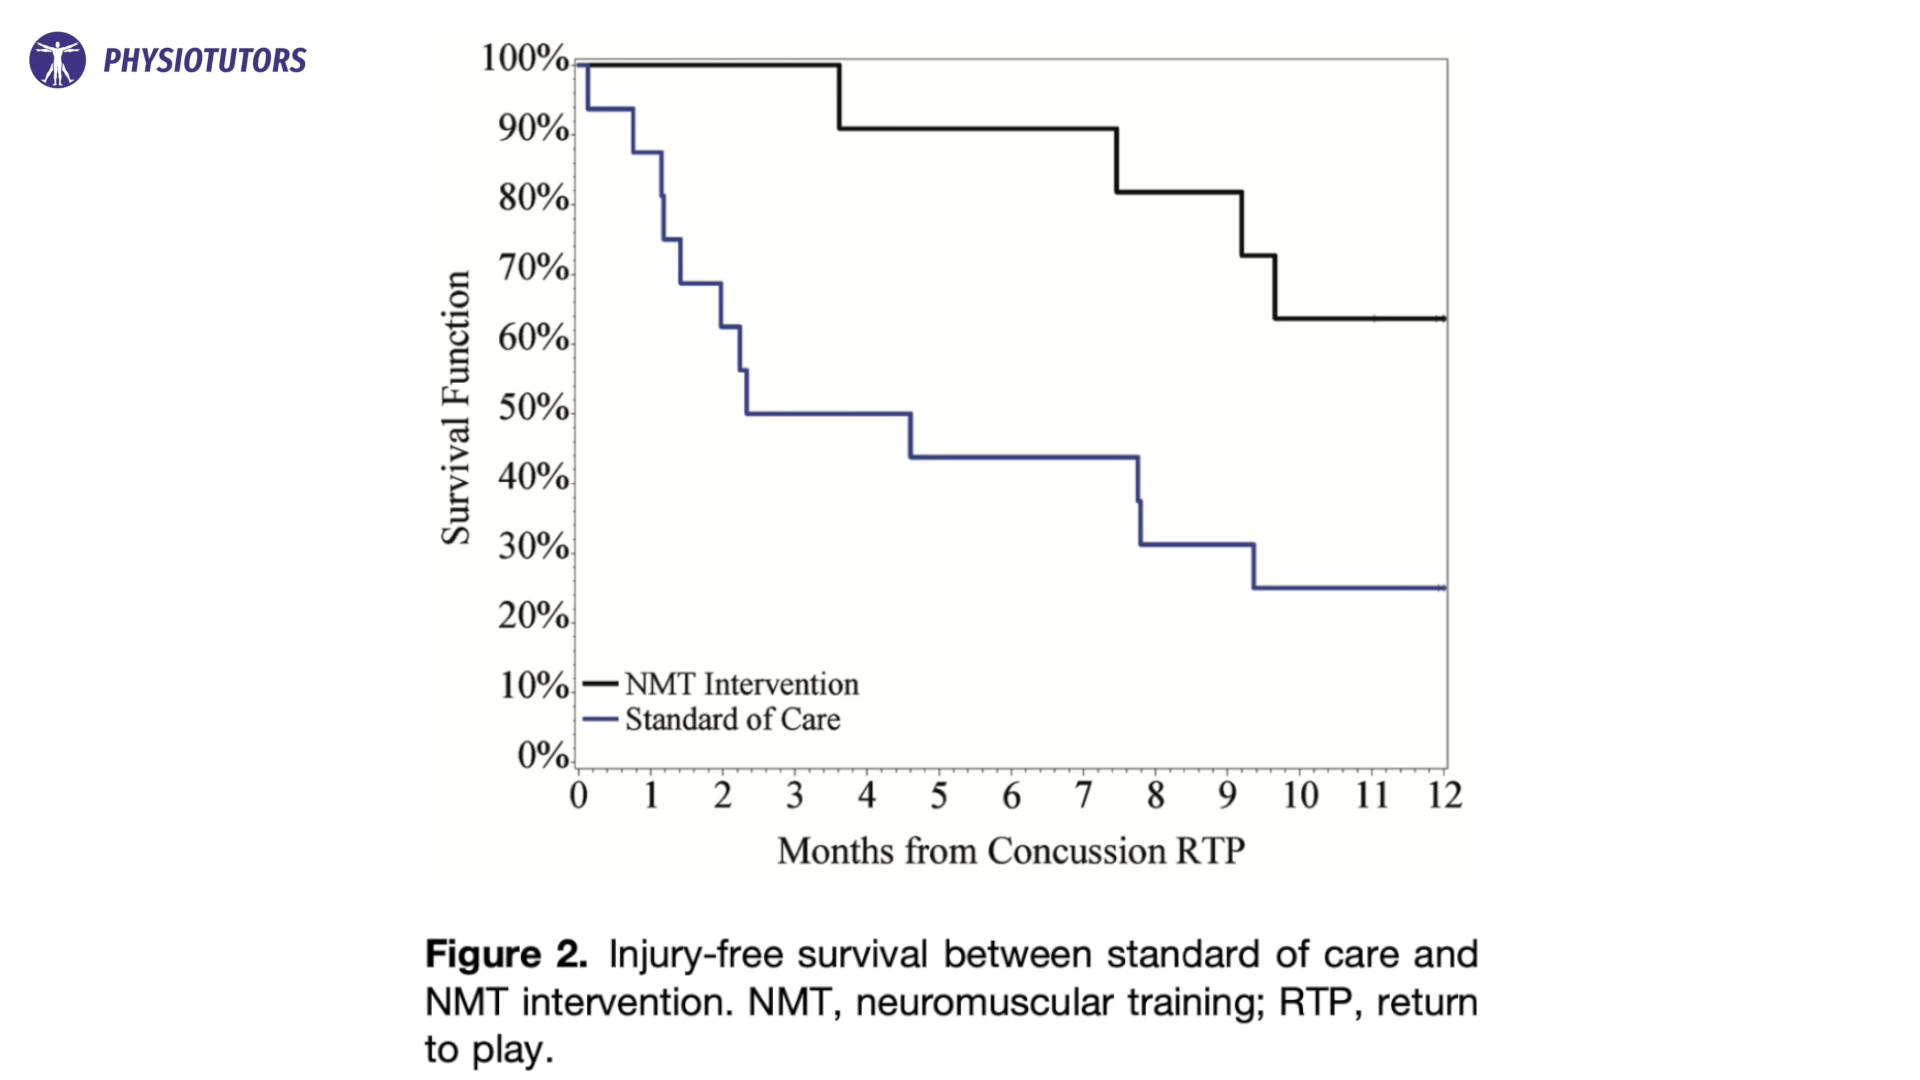 PHYSIOTUTORS
100%
90%
80%
70%
60%
50%
40%
30%
20%
10%
0%
Survival Function
NMT Intervention
Standard of Care
0 1 2 3 4 5 6 7 8 9 10 11 12
Months from Concussion RTP
Figure 2. Injury-free survival between standard of care and
NMT intervention. NMT, neuromuscular training; RTP, return
to play.